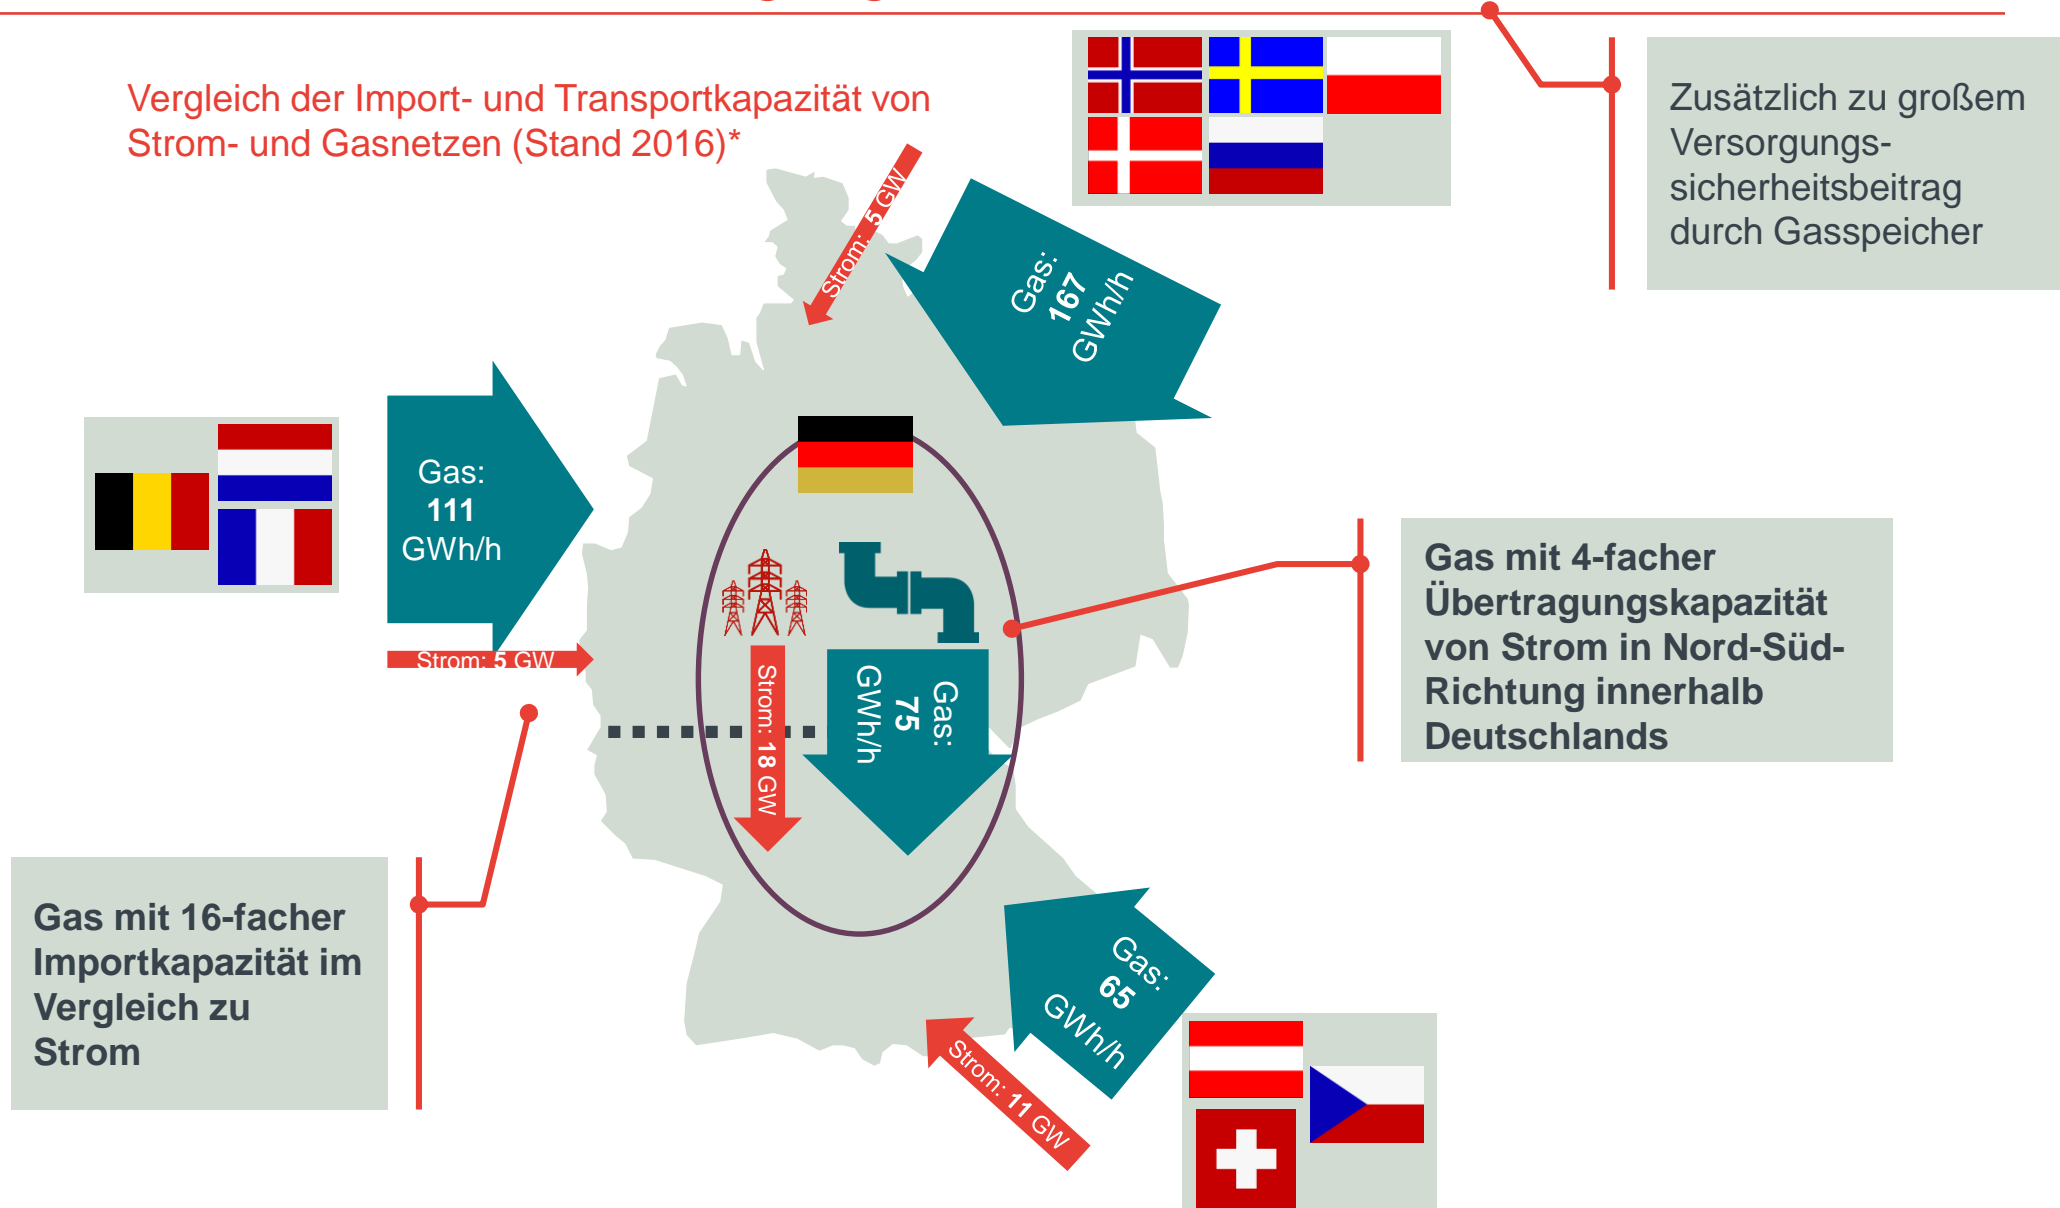 Vergleich der Import- und Transportkapazität von
Strom- und Gasnetzen (Stand 2016)*
Zusätzlich zu großem
Versorgungs-
sicherheitsbeitrag
durch Gasspeicher
Strom: 5 GW
Gas:
167
GWh/h
Gas:
111
GWh/h
Strom: 5 GW
Gas mit 4-facher
Übertragungskapazität
von Strom in Nord-Süd-
Richtung innerhalb
Deutschlands
Strom: 18 GW
Gas:
75
GWh/h
Gas mit 16-facher
Importkapazität im
Vergleich zu
Strom
Gas:
65
GWh/h
Strom: 11 GW